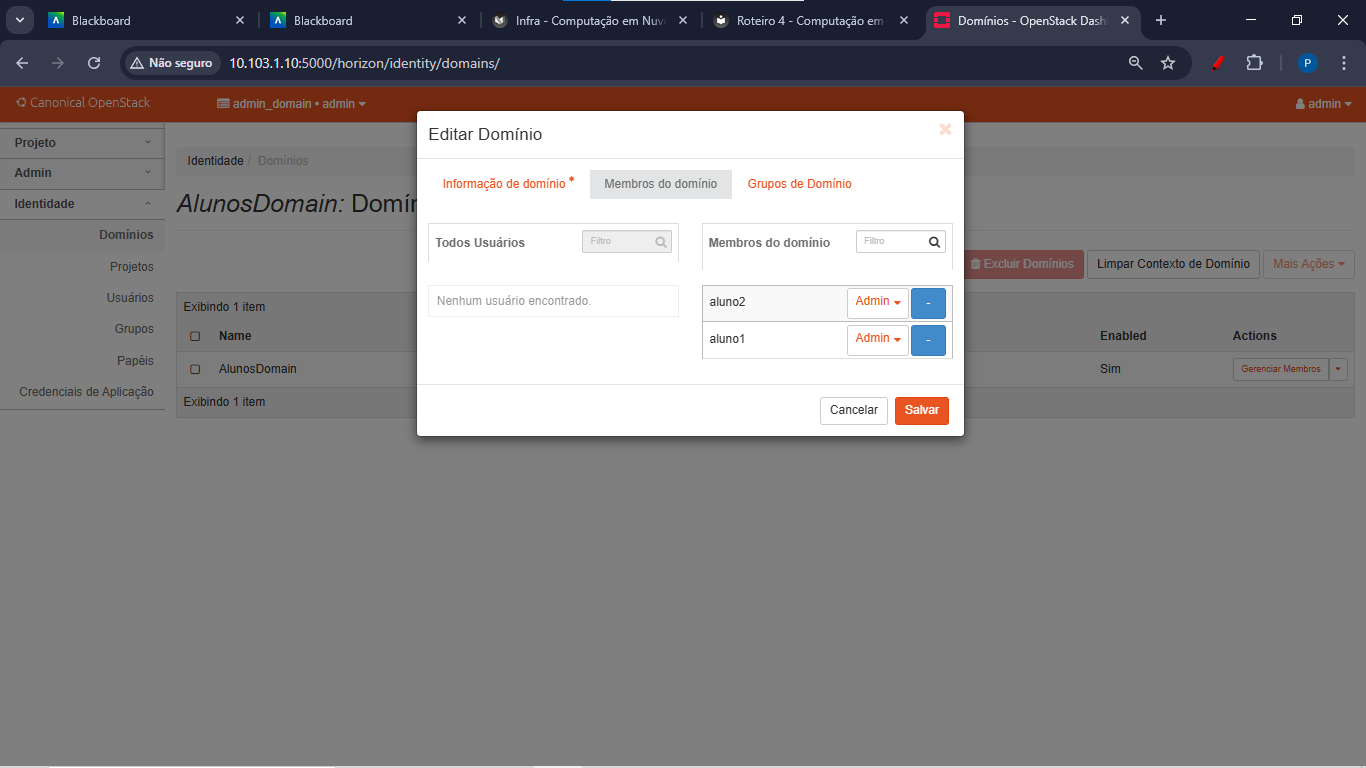 Blackboard
Blackboard
Infra - Computação em Nuve
Roteiro 4 - Computação em
Domínios - OpenStack Dash
Não seguro
10.103.1.10:5000/horizon/identity/domains/
P
Canonical OpenStack
admin_domain • admin
admin
Projeto
Admin
Identidade
Domínios
Projetos
Usuários
Grupos
Papéis
Credenciais de Aplicação
Identidade / Domínios
AlunosDomain: Domín
Excluir Domínios
Limpar Contexto de Domínio
Mais Ações
Exibindo 1 item
Name
Enabled
Actions
AlunosDomain
Sim
Gerenciar Membros
Exibindo 1 item
Editar Domínio
Informação de domínio *
Membros do domínio
Grupos de Domínio
Todos Usuários
Filtro
Nenhum usuário encontrado.
Membros do domínio
Filtro
aluno2 Admin -
aluno1 Admin -
Cancelar
Salvar